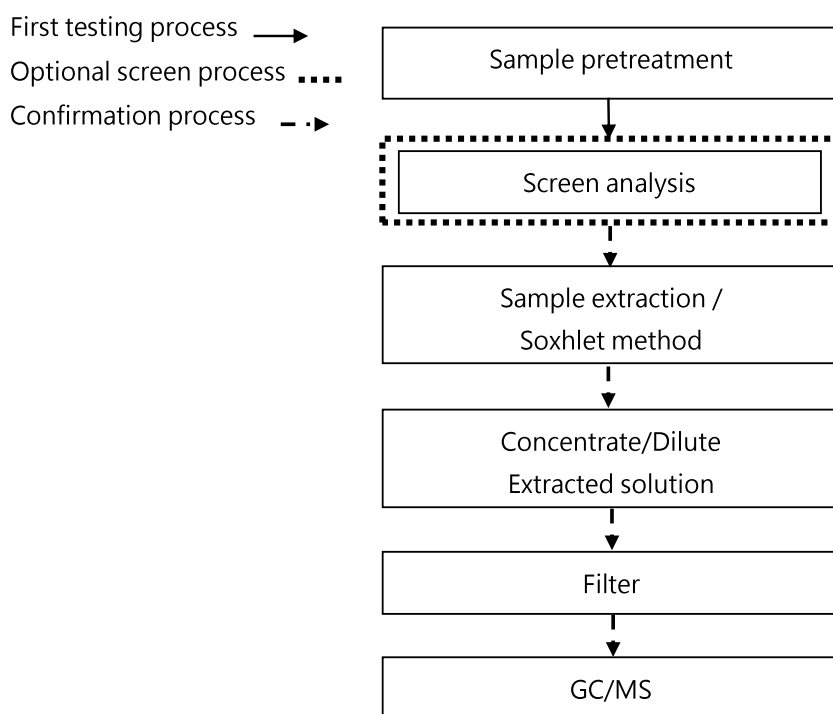 First testing process
Optional screen process
Confirmation process
Sample pretreatment
Screen analysis
Sample extraction /
Soxhlet method
Concentrate/Dilute
Extracted solution
Filter
GC/MS